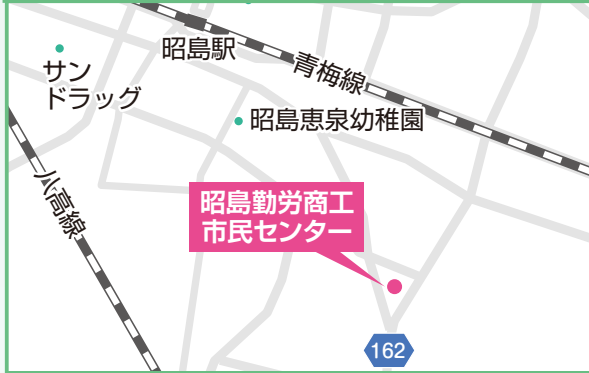 昭島駅
青梅線
サン
ドラッグ
昭島恵泉幼稚園
八高線
昭島勤労商工
市民センター
162